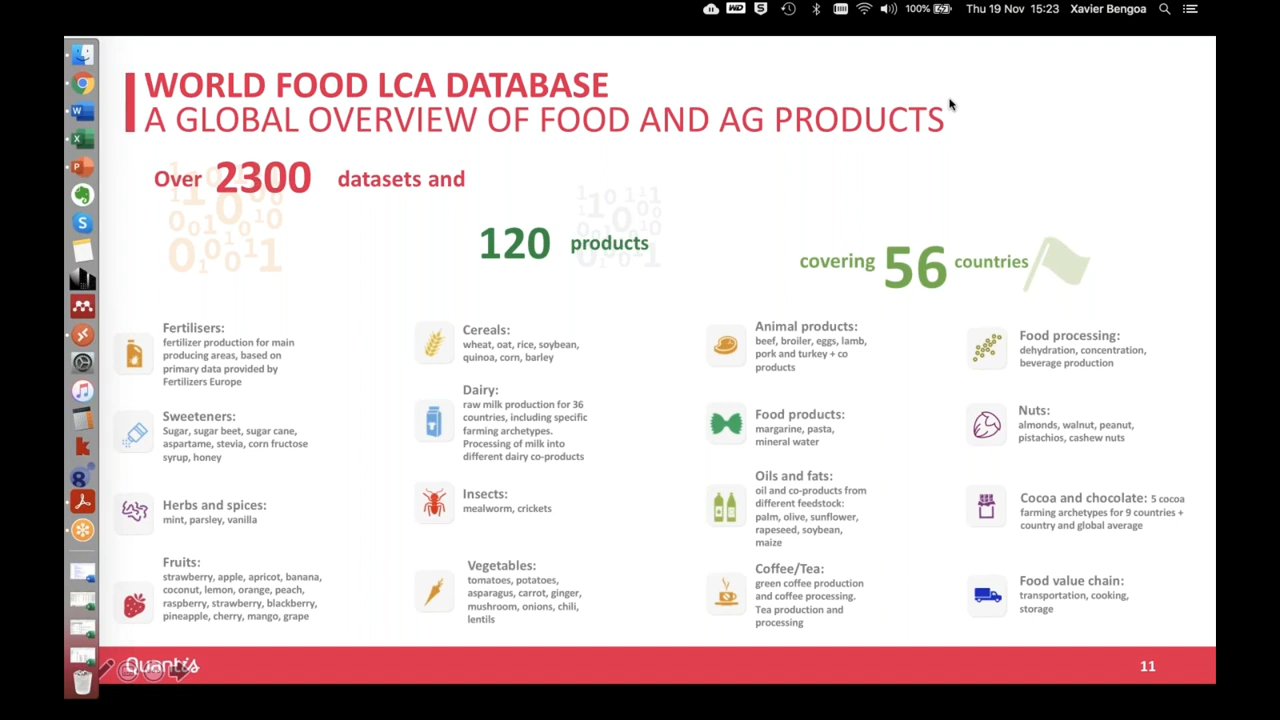 100% Thu 19 Nov 15:23 Xavier Bengoa
WORLD FOOD LCA DATABASE
A GLOBAL OVERVIEW OF FOOD AND AG PRODUCTS
Over 2300 datasets and
120 products
covering 56 countries
Fertilisers:
fertilizer production for main
producing areas, based on
primary data provided by
Fertilizers Europe
Sweeteners:
Sugar, sugar beet, sugar cane,
aspartame, stevia, corn fructose
syrup, honey
Herbs and spices:
mint, parsley, vanilla
Fruits:
strawberry, apple, apricot, banana,
coconut, lemon, orange, peach,
raspberry, strawberry, blackberry,
pineapple, cherry, mango, grape
Cereals:
wheat, oat, rice, soybean,
quinoa, corn, barley
Dairy:
raw milk production for 36
countries, including specific
farming archetypes.
Processing of milk into
different dairy co-products
Insects:
mealworm, crickets
Vegetables:
tomatoes, potatoes,
asparagus, carrot, ginger,
mushroom, onions, chili,
lentils
Animal products:
beef, broiler, eggs, lamb,
pork and turkey + co
products
Food products:
margarine, pasta,
mineral water
Oils and fats:
oil and co-products from
different feedstock:
palm, olive, sunflower,
rapeseed, soybean,
maize
Coffee/Tea:
green coffee production
and coffee processing.
Tea production and
processing
Food processing:
dehydration, concentration,
beverage production
Nuts:
almonds, walnut, peanut,
pistachios, cashew nuts
Cocoa and chocolate: 5 cocoa
farming archetypes for 9 countries +
country and global average
Food value chain:
transportation, cooking,
storage
Quantis
11